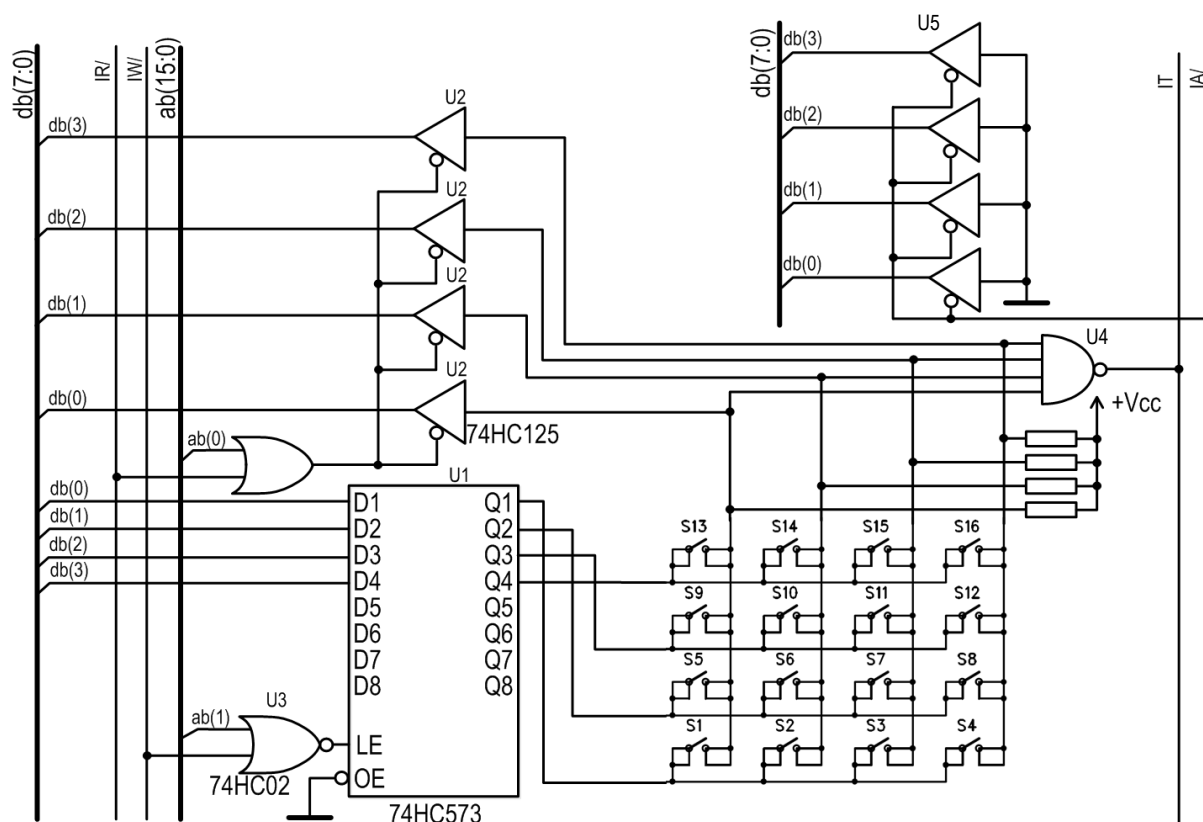 db(7:0)
IR/
IW/
ab(15:0)
db(3)
U2
db(2)
U2
db(1)
U2
db(0)
U2
74HC125
ab(0)
db(7:0)
U5
db(3)
db(2)
db(1)
db(0)
IT
IA/
U4
+Vcc
db(0)
db(1)
db(2)
db(3)
U1
D1 Q1
D2 Q2
D3 Q3
D4 Q4
D5 Q5
D6 Q6
D7 Q7
D8 Q8
LE
OE
74HC573
ab(1)
U3
74HC02
S13 S14 S15 S16
S9 S10 S11 S12
S5 S6 S7 S8
S1 S2 S3 S4